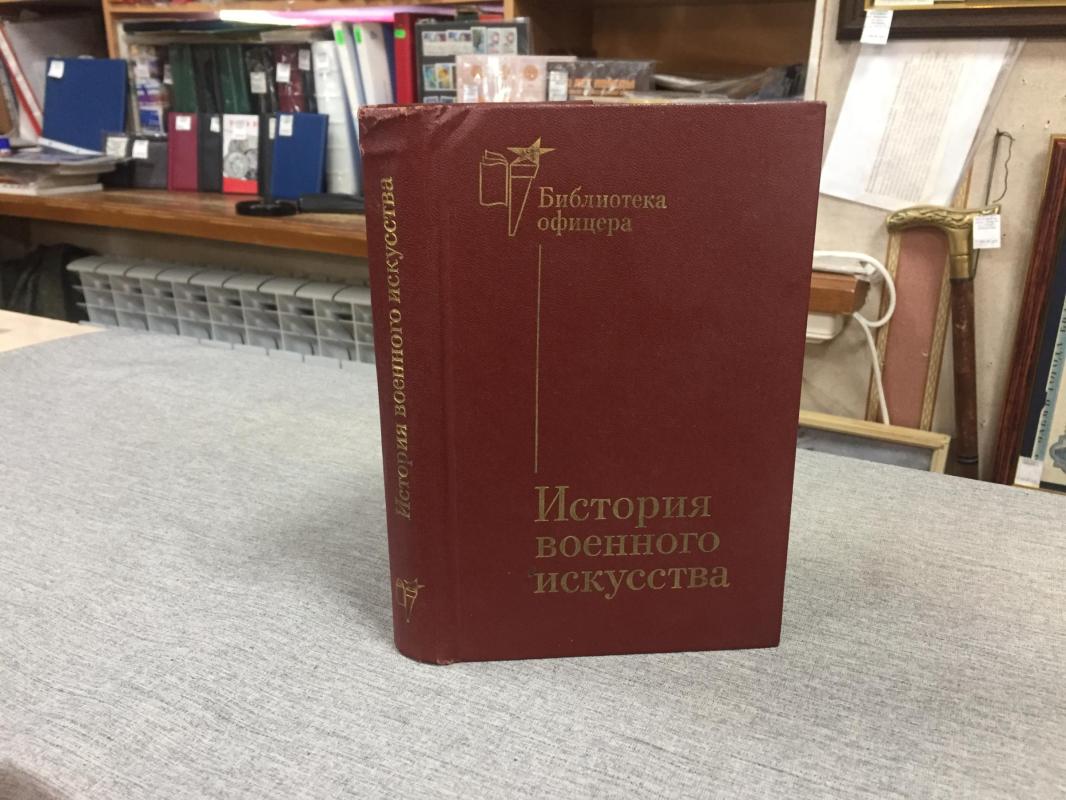 Библиотека
офицера
История
военного
искусства
История военного искусства